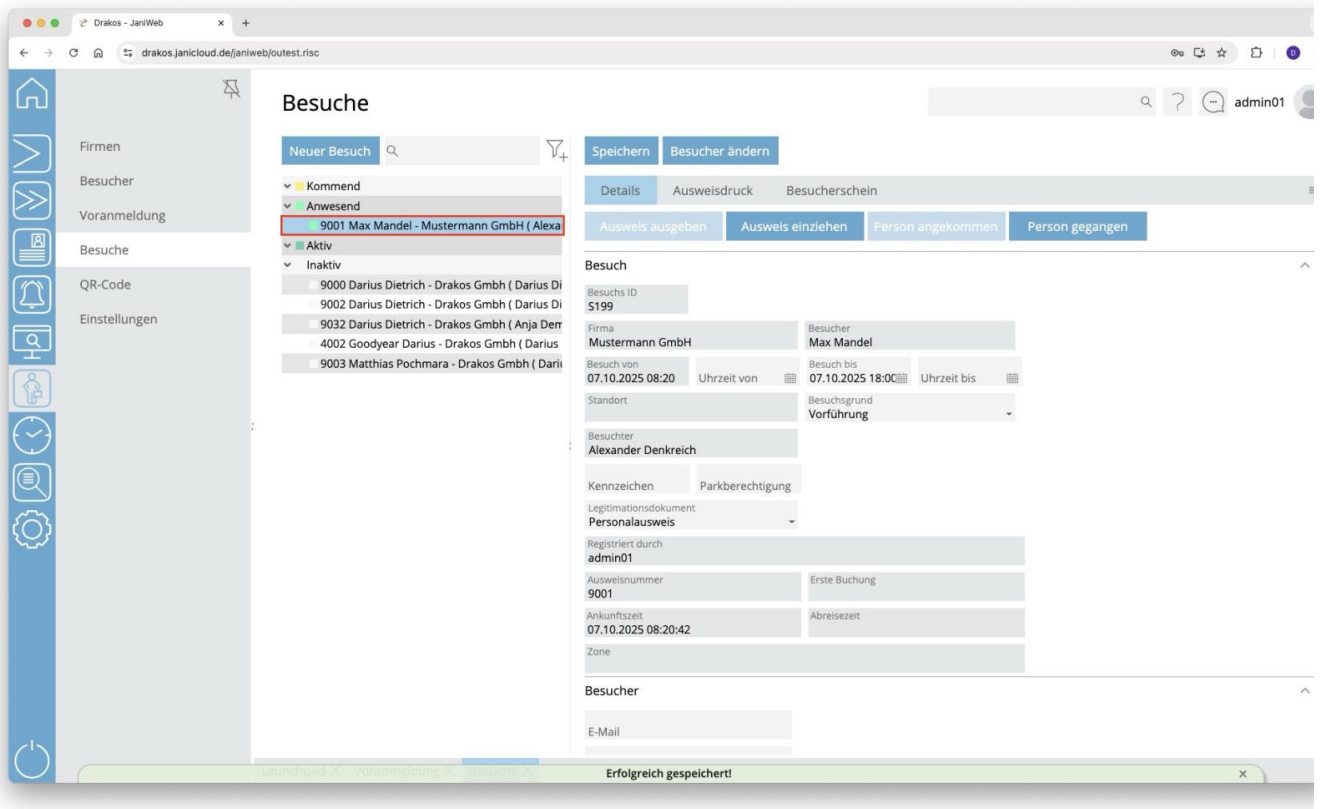 Drakos - JaniWeb
drakos.janicloud.de/janiweb/outest.risc
D
Besuche
admin01
Firmen
Besucher
Voranmeldung
Besuche
QR-Code
Einstellungen
Neuer Besuch
Kommend
Anwesend
9001 Max Mandel - Mustermann GmbH ( Alexa
Aktiv
Inaktiv
9000 Darius Dietrich - Drakos Gmbh ( Darius Di
9002 Darius Dietrich - Drakos Gmbh ( Darius Di
9032 Darius Dietrich - Drakos Gmbh ( Anja Dem
4002 Goodyear Darius - Drakos Gmbh ( Darius
9003 Matthias Pochmara - Drakos Gmbh ( Dariu
Speichern Besucher ändern
Details Ausweisdruck Besucherschein
Ausweis ausgeben Ausweis einziehen Person angekommen Person gegangen
Besuch
Besuchs ID
S199
Firma Besucher
Mustermann GmbH Max Mandel
Besuch von Besuch bis
07.10.2025 08:20 Uhrzeit von 07.10.2025 18:00 Uhrzeit bis
Standort Besuchsgrund
Vorführung
Besuchter
Alexander Denkreich
Kennzeichen Parkberechtigung
Legitimationsdokument
Personalausweis
Registriert durch
admin01
Ausweisnummer Erste Buchung
9001
Ankunftszeit Abreisezeit
07.10.2025 08:20:42
Zone
Besucher
E-Mail
Launchpad Voranmeldung Besuche
Erfolgreich gespeichert!